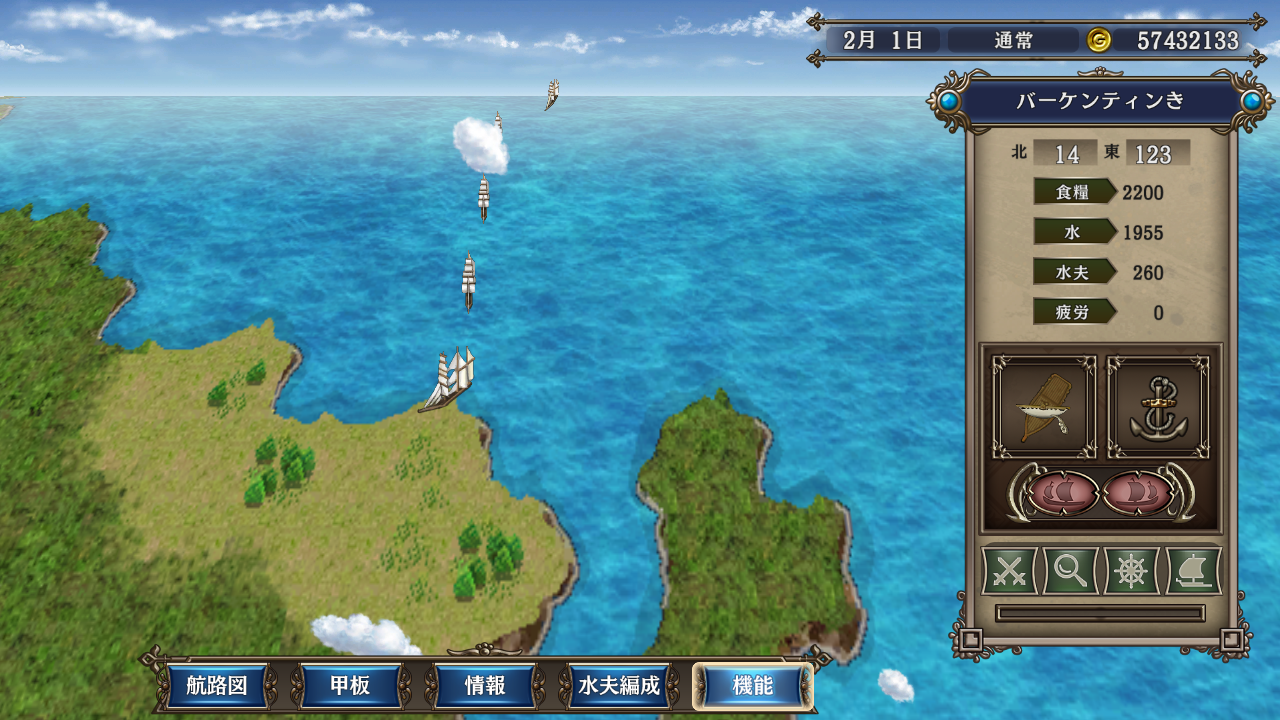 2月 1日 通常 G 57432133
バーケンティンき
北 14 東 123
食糧 2200
水 1955
水夫 260
疲労 0
航路図 甲板 情報 水夫編成 機能